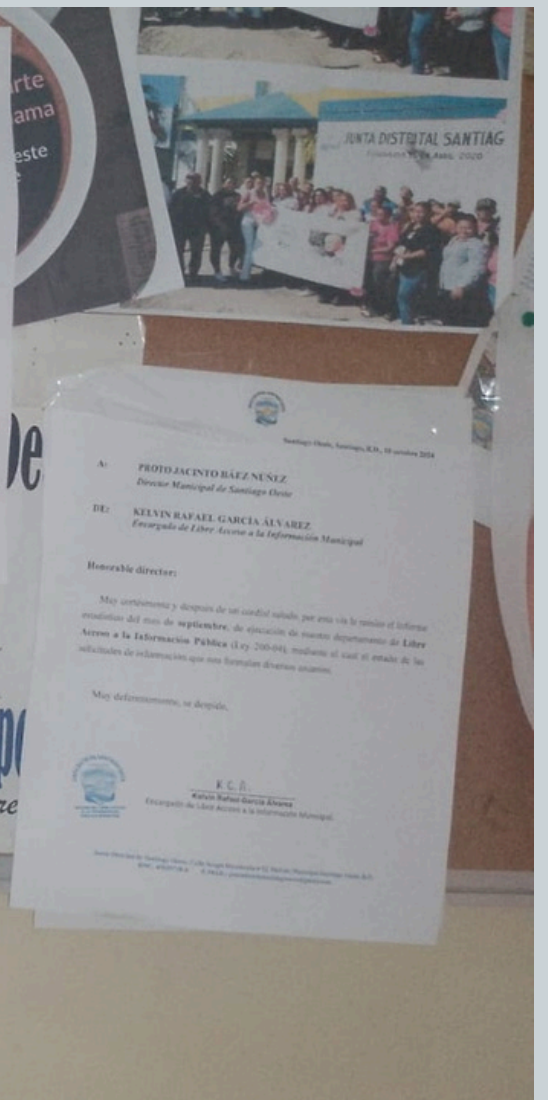 rte
ama
este
JUNTA DISTRITAL SANTIAG
2020
De
Santiago Oeste, Santiago, R.D., 10 octubre 2024
A: PROTO JACINTO BÁEZ NUÑEZ
Director Municipal de Santiago Oeste
DE: KELVIN RAFAEL GARCÍA ÁLVAREZ
Encargado de Libre Acceso a la Información Municipal
Honorable director:
Muy cortésmente y después de un cordial saludo, por esta vía le remito el informe
estadístico del mes de septiembre, de ejecución de nuestro departamento de Libre
Acceso a la Información Pública (Ley 200-04), mediante el cual el estado de las
solicitudes de información que nos formulan diversos usuarios.
Muy deferentemente, se despide,
K.G.A.
Kelvin Rafael García Álvarez
Encargado de Libre Acceso a la Información Municipal